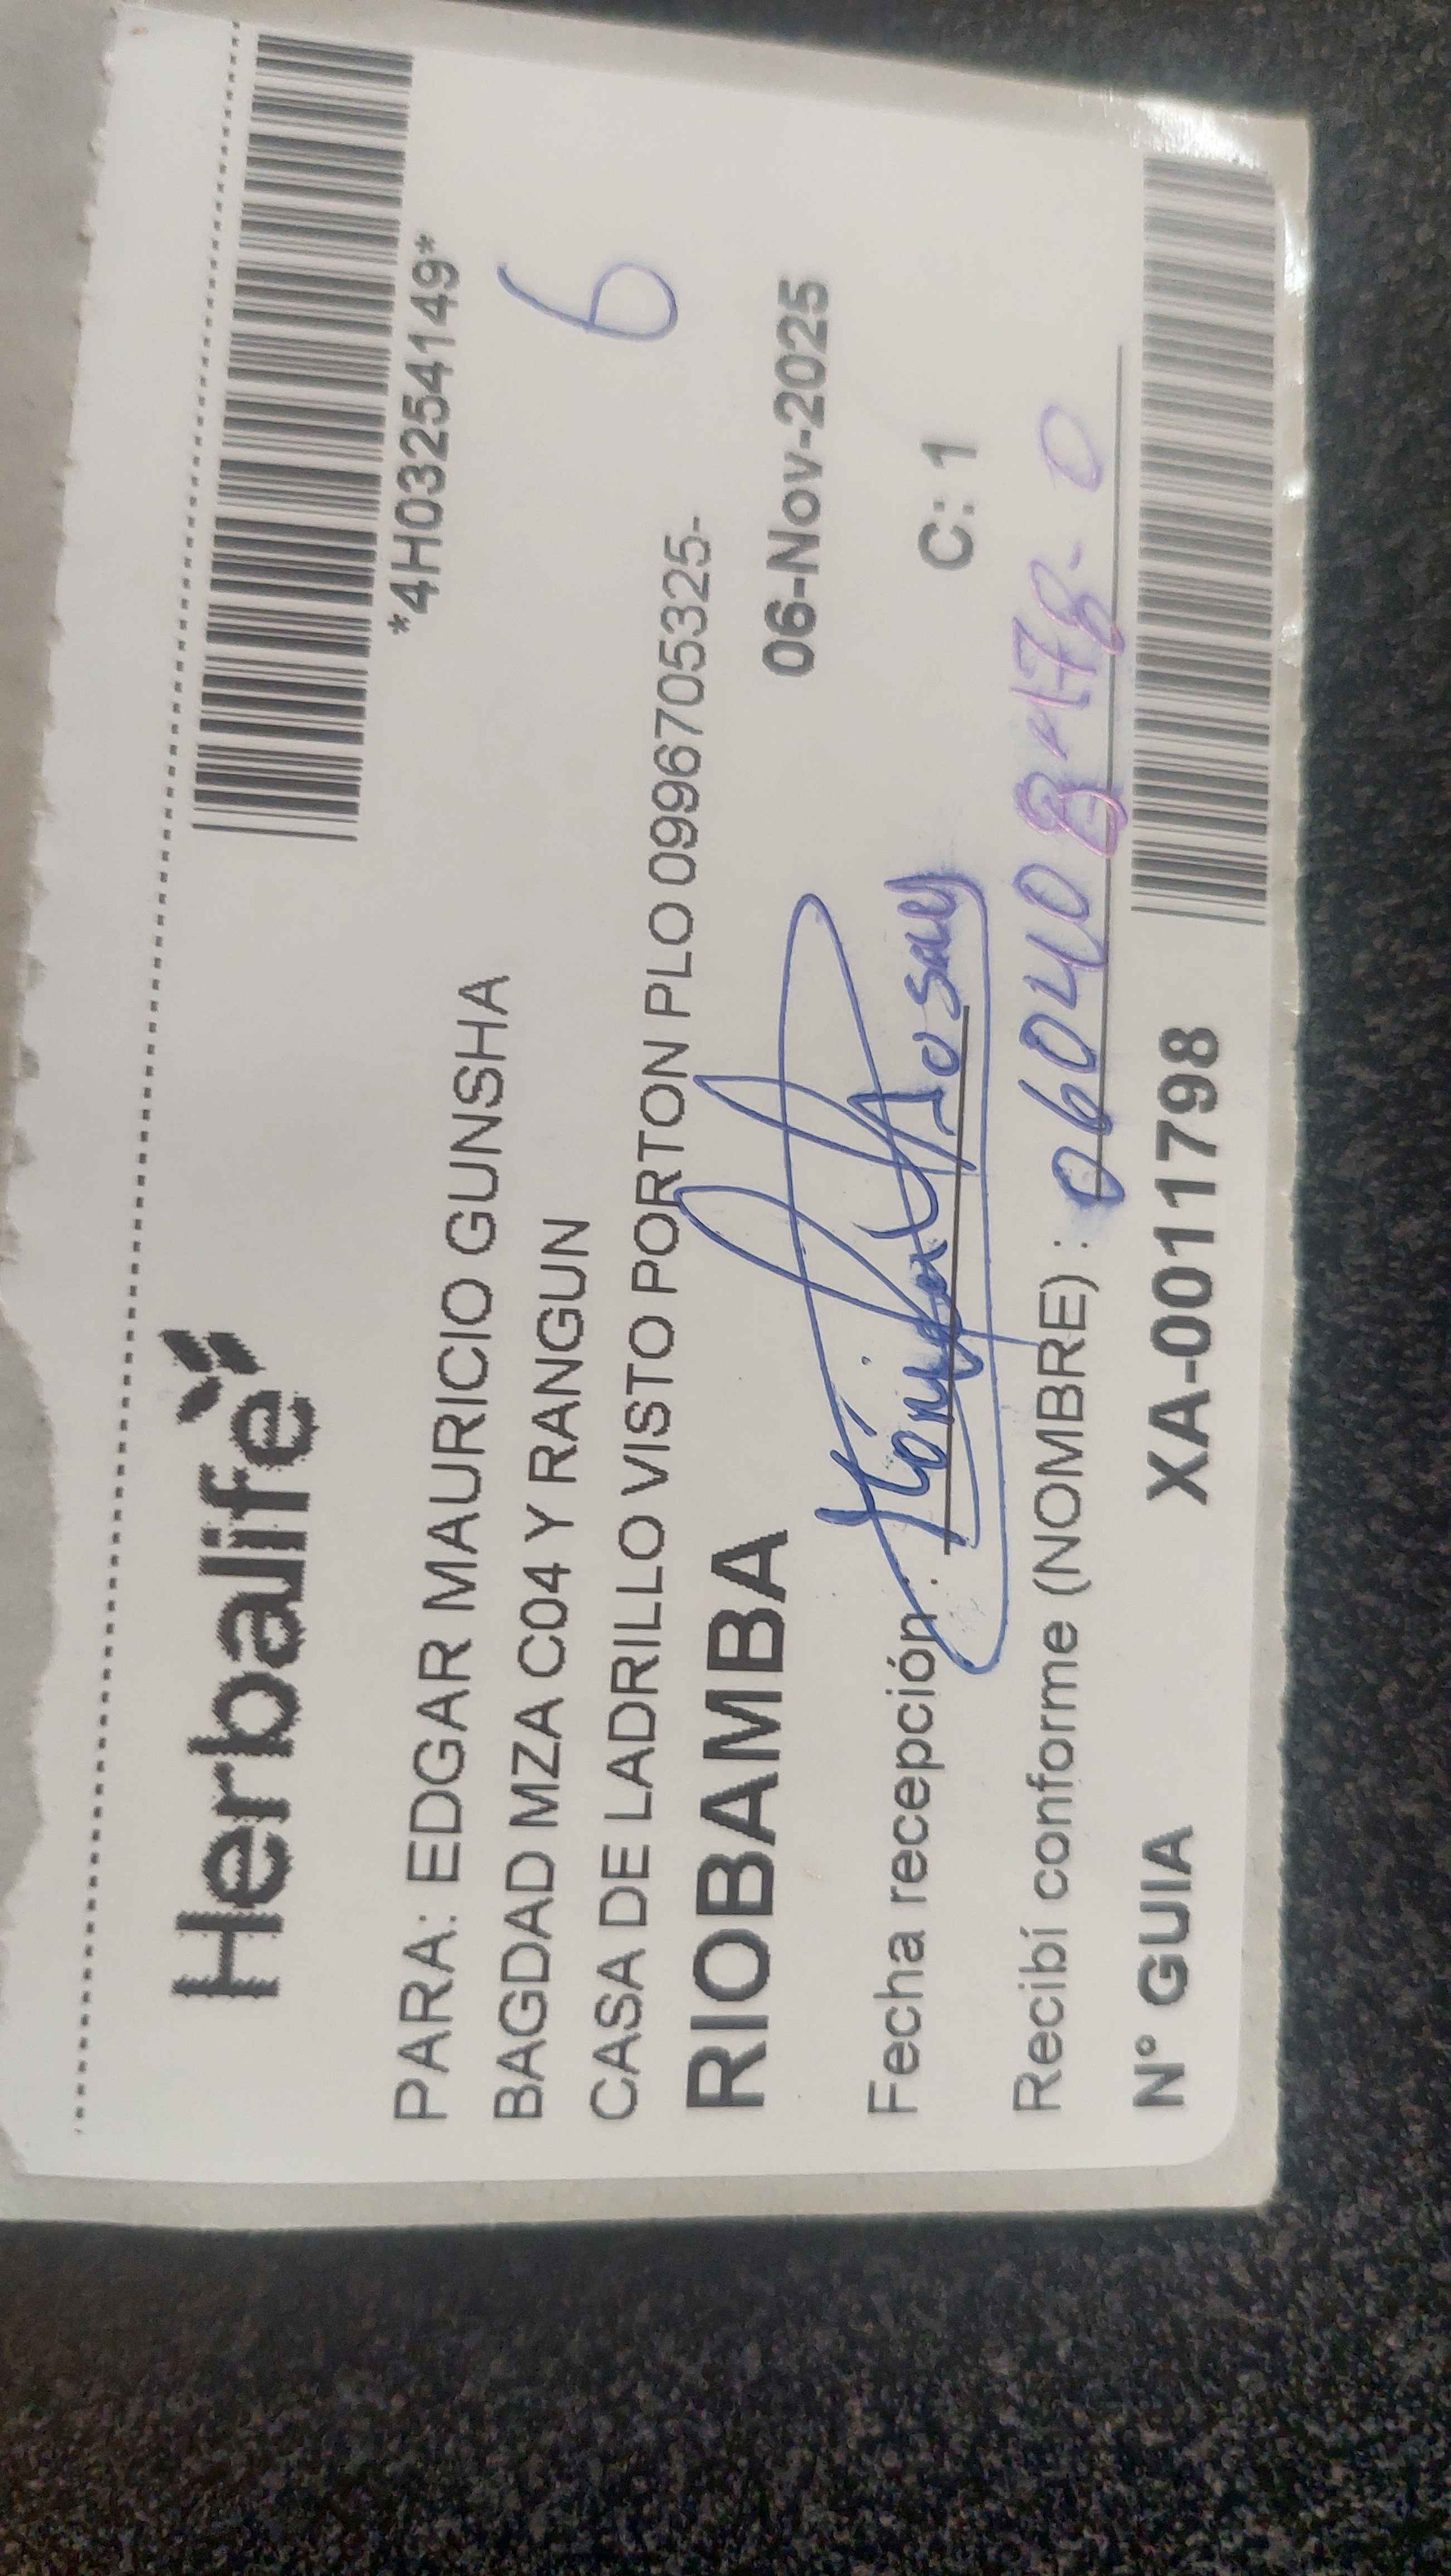 Herbalife
*4H03254149*
PARA: EDGAR MAURICIO GUNSHA
BAGDAD MZA C04 Y RANGUN
6
CASA DE LADRILLO VISTO PORTON PLO 0996705325-
RIOBAMBA
06-Nov-2025
Fecha recepción : Mónica
C: 1
Recibí conforme (NOMBRE) :
N° GUIA XA-0011798